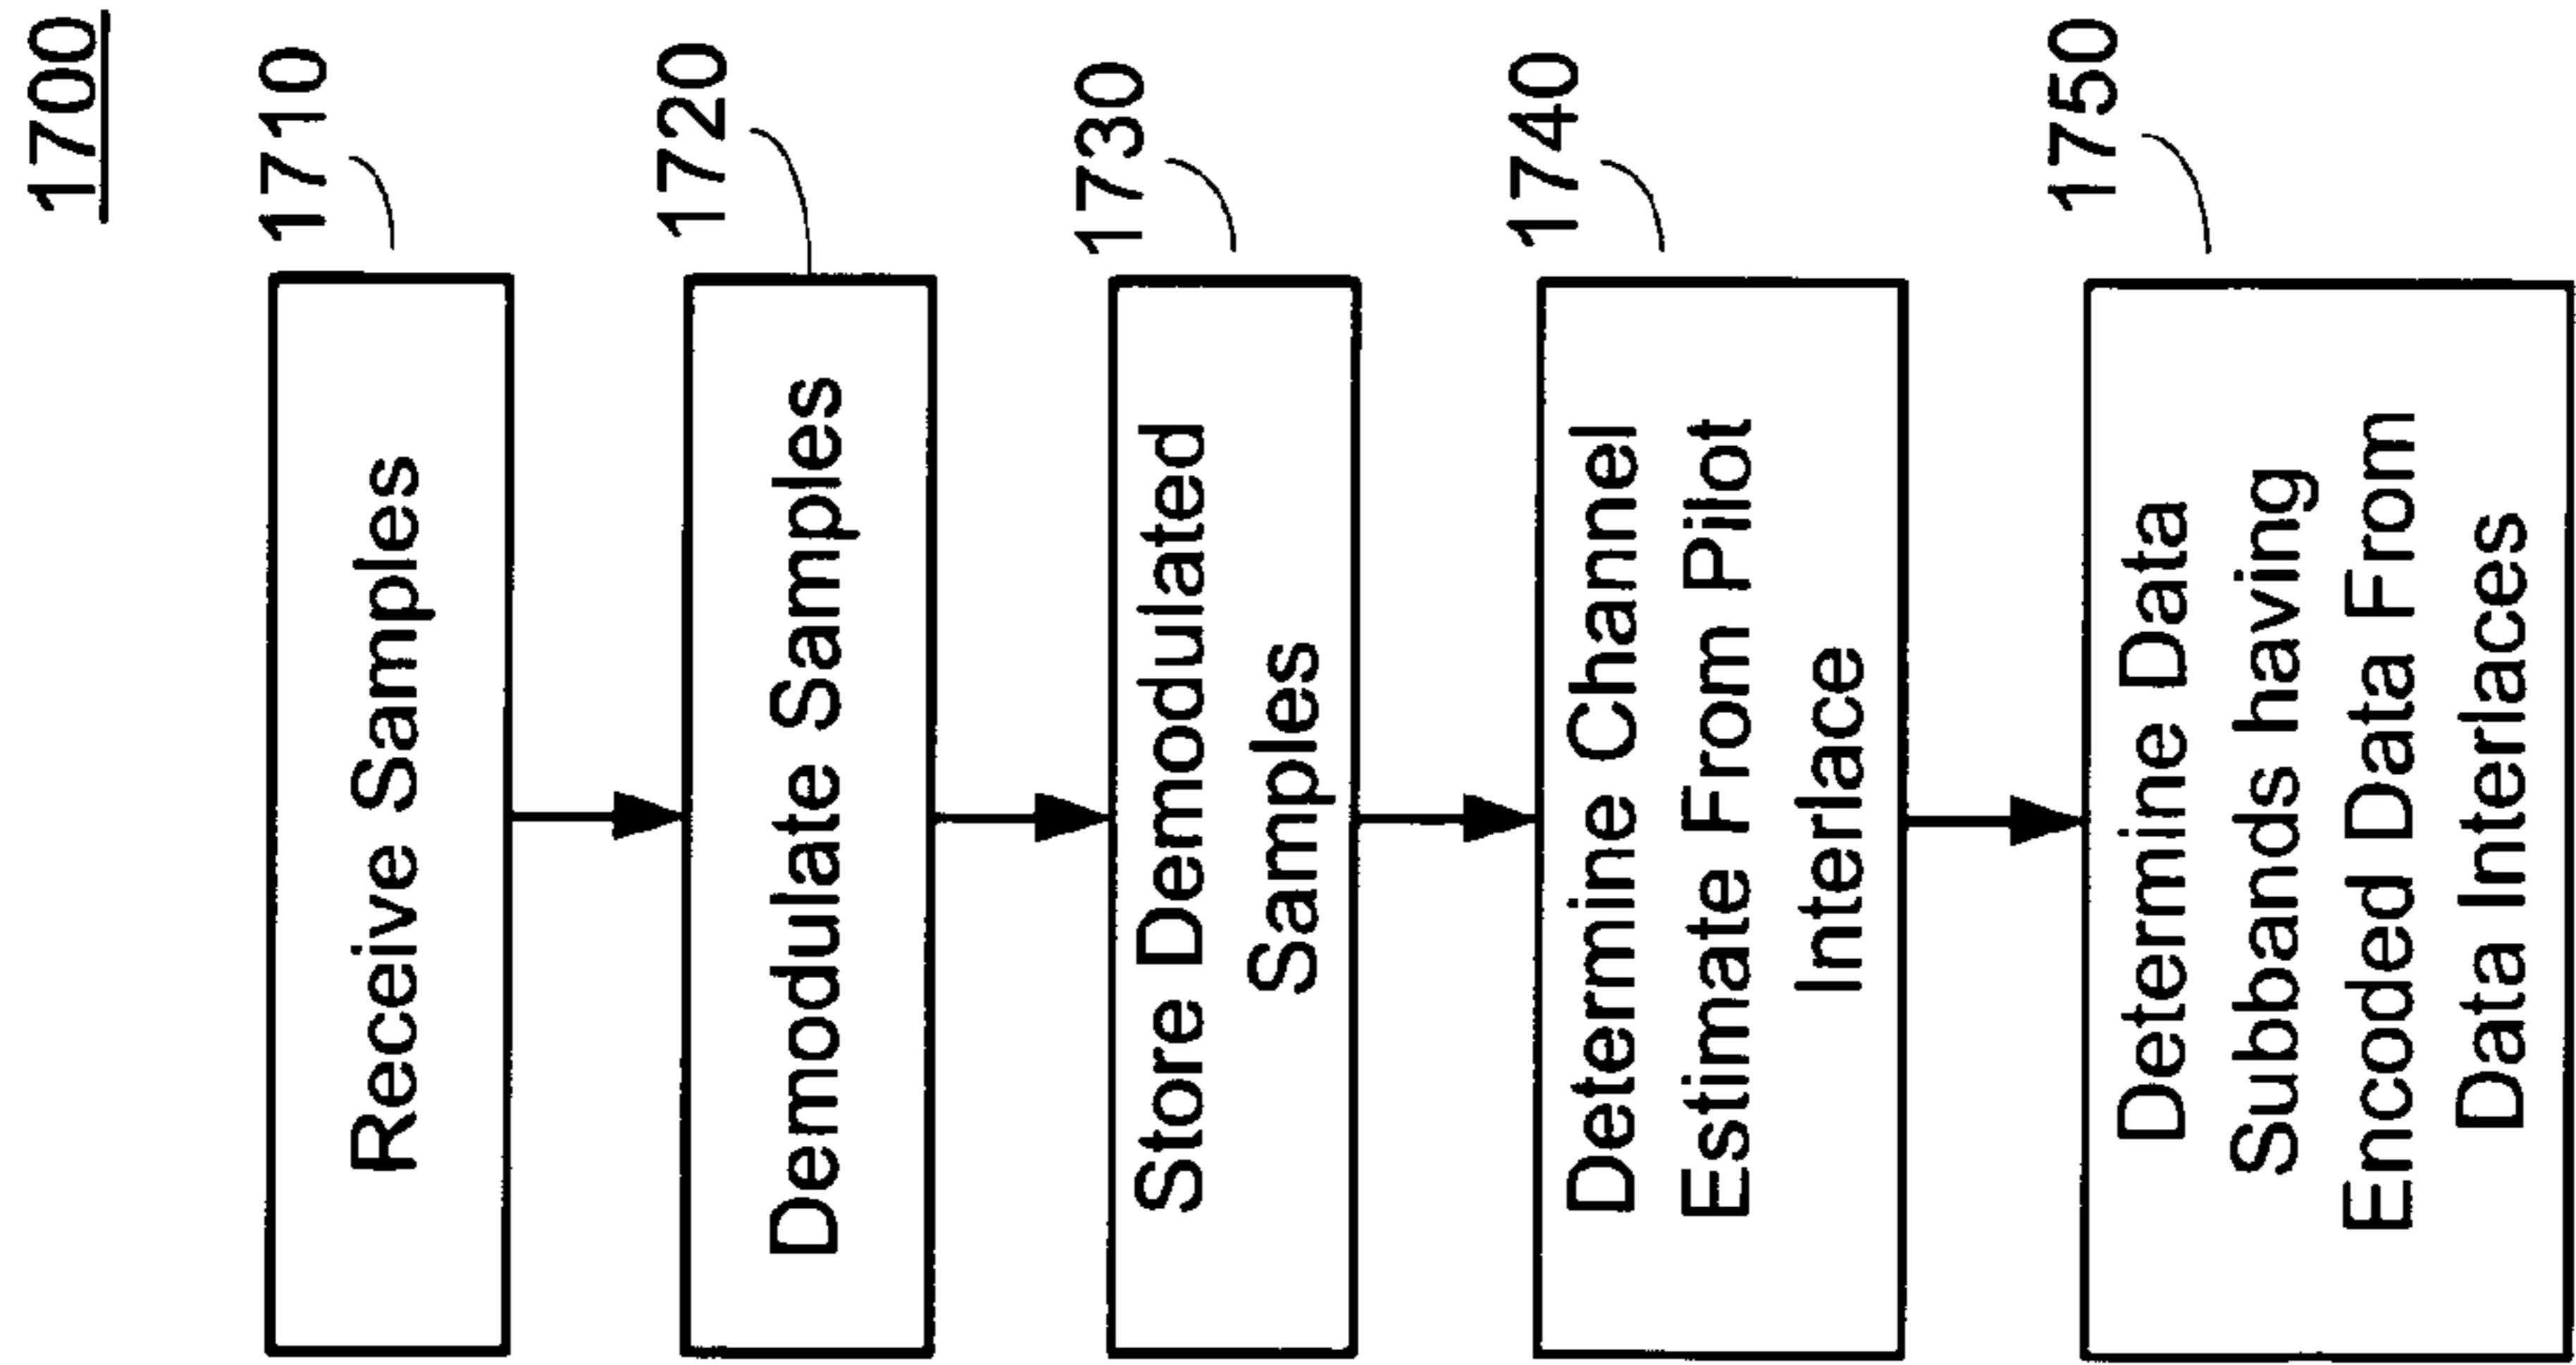 1700
1710
Receive Samples
1720
Demodulate Samples
1730
Store Demodulated
Samples
1740
Determine Channel
Estimate From Pilot
Interlace
1750
Determine Data
Subbands having
Encoded Data From
Data Interlaces